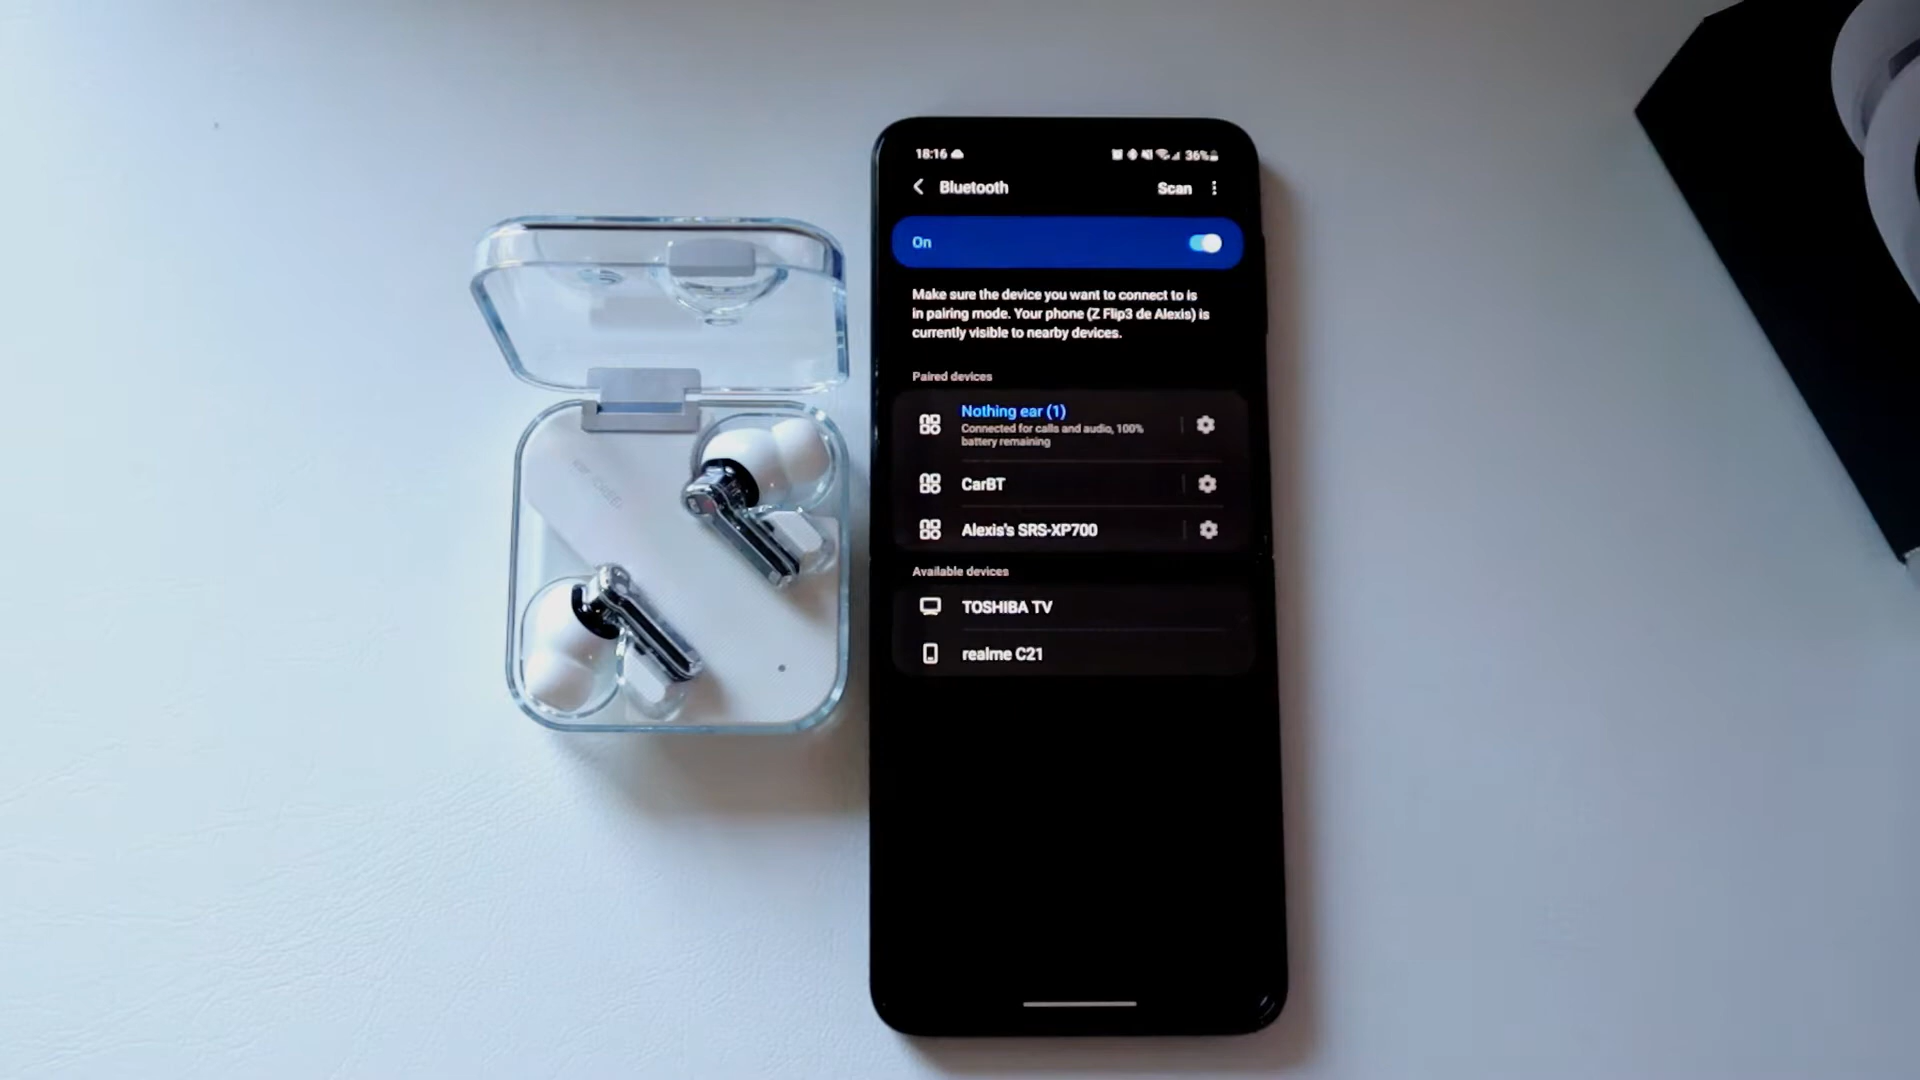 18:16
36%
Bluetooth
Scan
On
Make sure the device you want to connect to is
in pairing mode. Your phone (Z Flip3 de Alexis) is
currently visible to nearby devices.
Paired devices
Nothing ear (1)
Connected for calls and audio, 100%
battery remaining
CarBT
Alexis's SRS-XP700
Available devices
TOSHIBA TV
realme C21